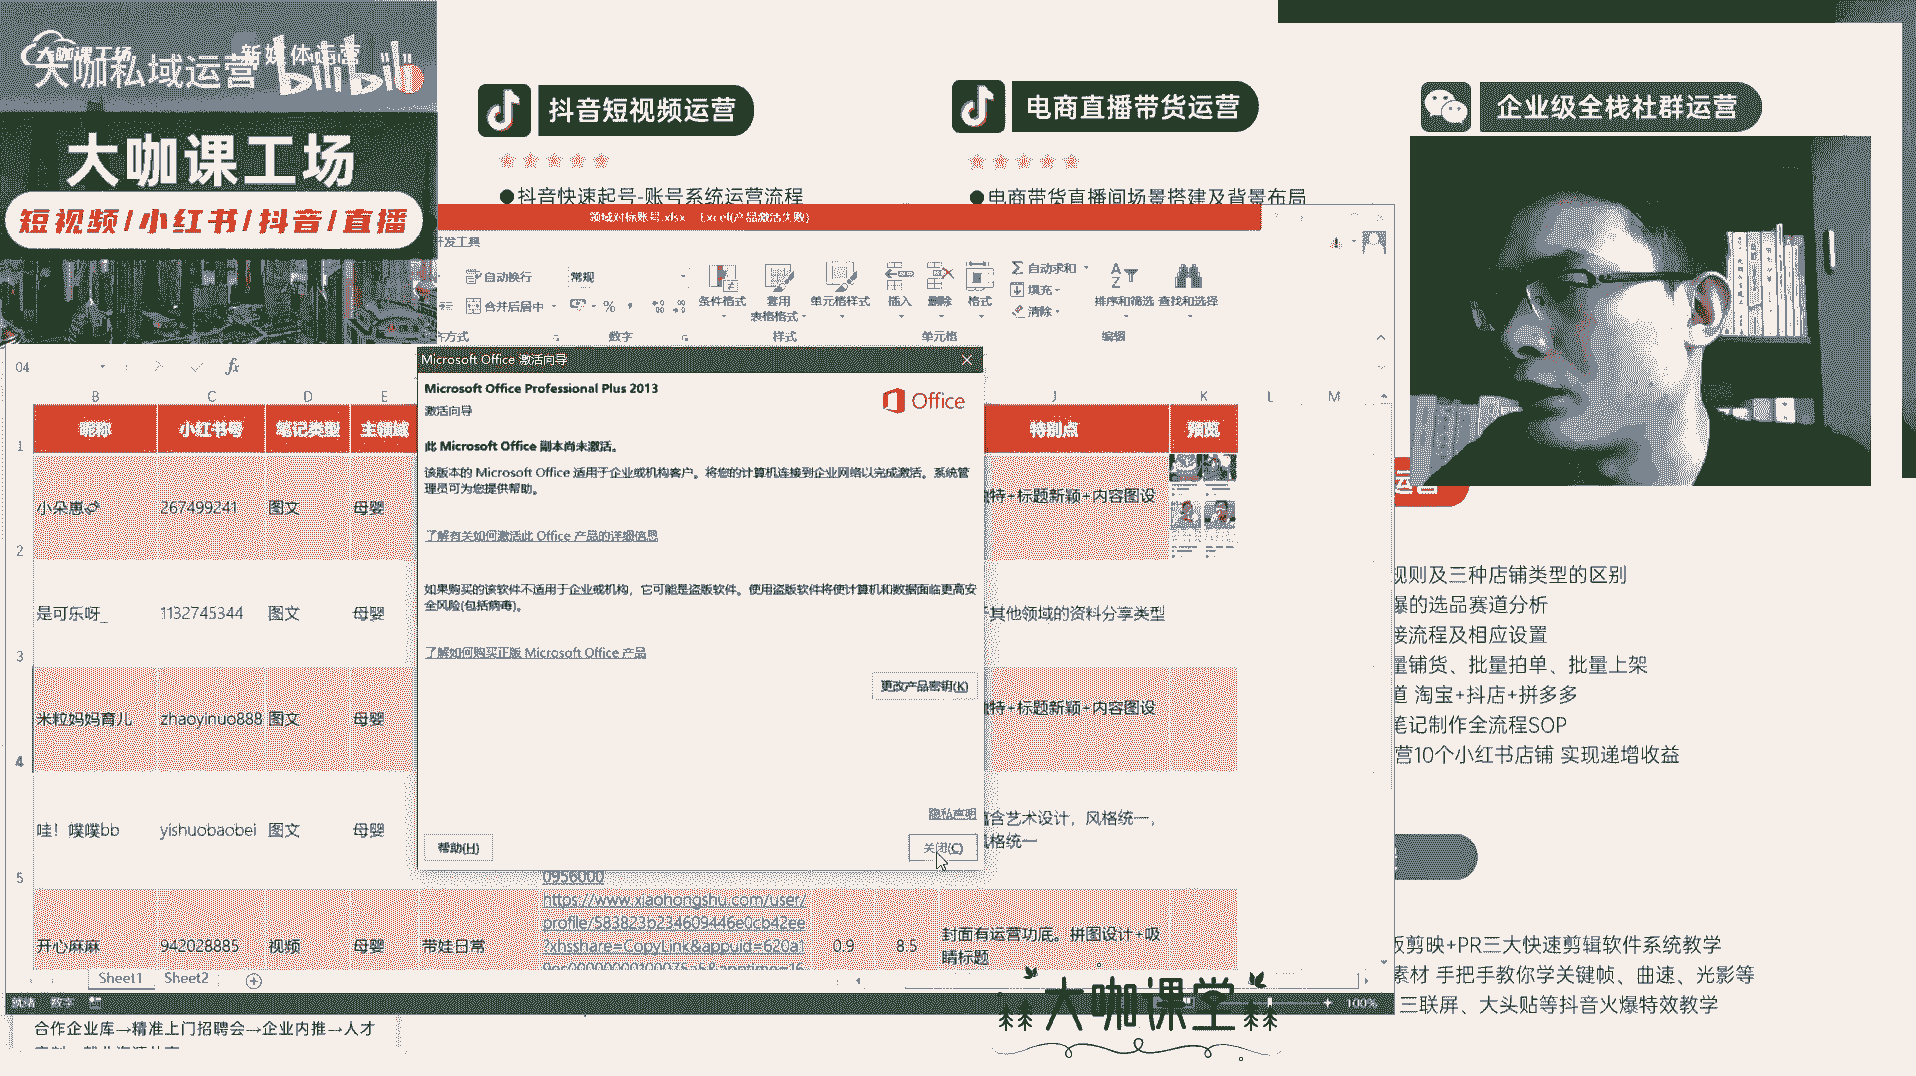 大咖课工场
大咖私域运营
新媒体运营
bilibili
大咖课工场
短视频/小红书/抖音/直播
抖音短视频运营
电商直播带货运营
企业级全栈社群运营
●抖音快速起号-账号系统运营流程
●电商带货直播间场景搭建及背景布局
领域对标账号.xlsx - Excel(产品激活失败)
开发工具
自动换行
常规
条件格式
套用
表格格式
单元格样式
插入
删除
格式
自动求和
填充
清除
排序和筛选
查找和选择
合并后居中
方式
数字
样式
单元格
编辑
O4
fx
B C D E J K L M
昵称 小红书号 笔记类型 主领域 特别点 预览
1
小朵崽 267499241 图文 母婴
独特+标题新颖+内容图设
2
是可乐呀_ 1132745344 图文 母婴
其他领域的资料分享类型
3
米粒妈妈育儿 zhaoyinuo888 图文 母婴
独特+标题新颖+内容图设
4
哇！噗噗bb yishuobaobei 图文 母婴
含艺术设计，风格统一，
风格统一
5
0956000
开心麻麻 942028885 视频 母婴 带娃日常
https://www.xiaohongshu.com/user/
profile/583823b234609446e0cb42ee
?xhsshare=CopyLink&appuid=620a1
0.9 8.5
封面有运营功底。拼图设计+吸
睛标题
Microsoft Office 激活向导
Microsoft Office Professional Plus 2013
激活向导
Office
此 Microsoft Office 副本尚未激活。
该版本的 Microsoft Office 适用于企业或机构客户。将您的计算机连接到企业网络以完成激活。系统管
理员可为您提供帮助。
了解有关如何激活此 Office 产品的详细信息
如果购买的该软件不适用于企业或机构，它可能是盗版软件。使用盗版软件将使计算机和数据面临更高安
全风险(包括病毒)。
了解如何购买正版 Microsoft Office 产品
更改产品密钥(K)
隐私声明
帮助(H)
关闭(C)
Sheet1 Sheet2
就绪 数字
100%
合作企业库→精准上门招聘会→企业内推→人才
大咖课堂
运营
规则及三种店铺类型的区别
爆的选品赛道分析
接流程及相应设置
量铺货、批量拍单、批量上架
道 淘宝+抖店+拼多多
笔记制作全流程SOP
营10个小红书店铺 实现递增收益
版剪映+PR三大快速剪辑软件系统教学
素材 手把手教你学关键帧、曲速、光影等
三联屏、大头贴等抖音火爆特效教学